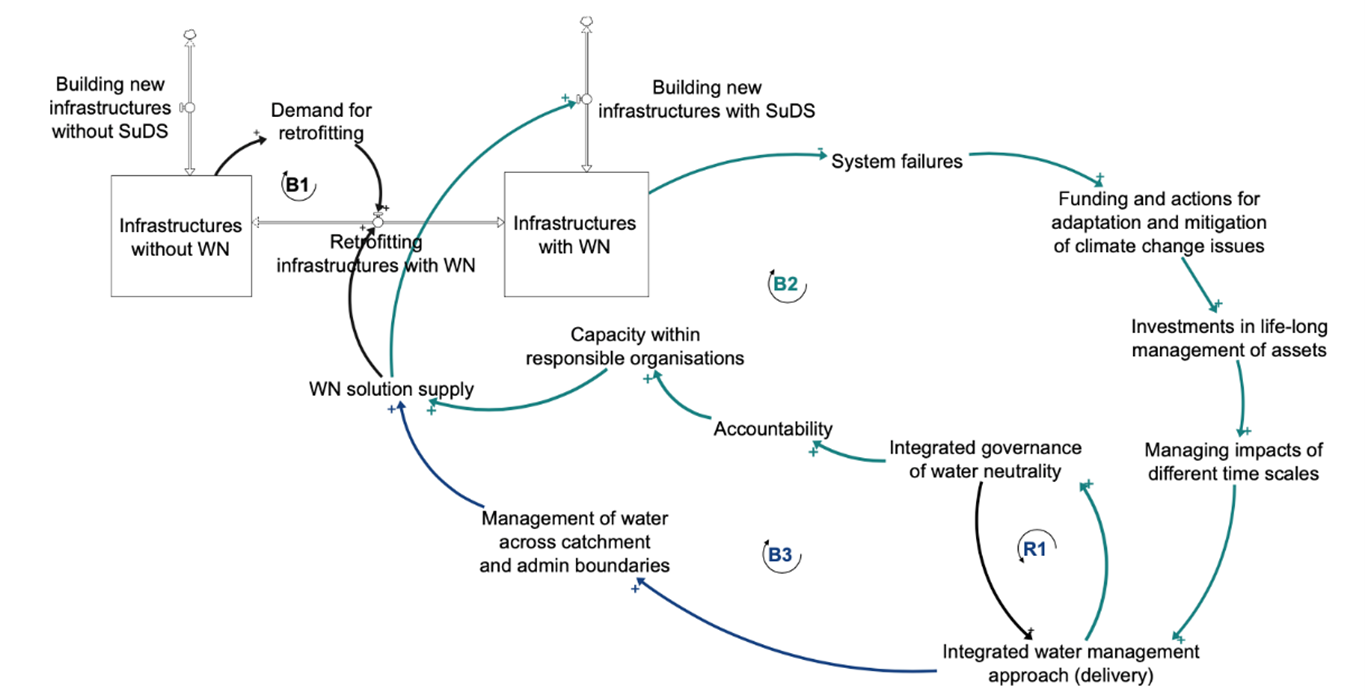 Building new
infrastructures
without SuDS
Demand for
retrofitting
+
B1
Infrastructures
without WN
+
+
Retrofitting
infrastructures with WN
+
Building new
infrastructures with SuDS
Infrastructures
with WN
-
System failures
+
Funding and actions for
adaptation and mitigation
of climate change issues
B2
+
Investments in life-long
management of assets
Capacity within
responsible organisations
+
WN solution supply
+
+
Accountability
+
Integrated governance
of water neutrality
+
+
Managing impacts of
different time scales
Management of water
across catchment
and admin boundaries
+
B3
R1
+
+
Integrated water management
approach (delivery)